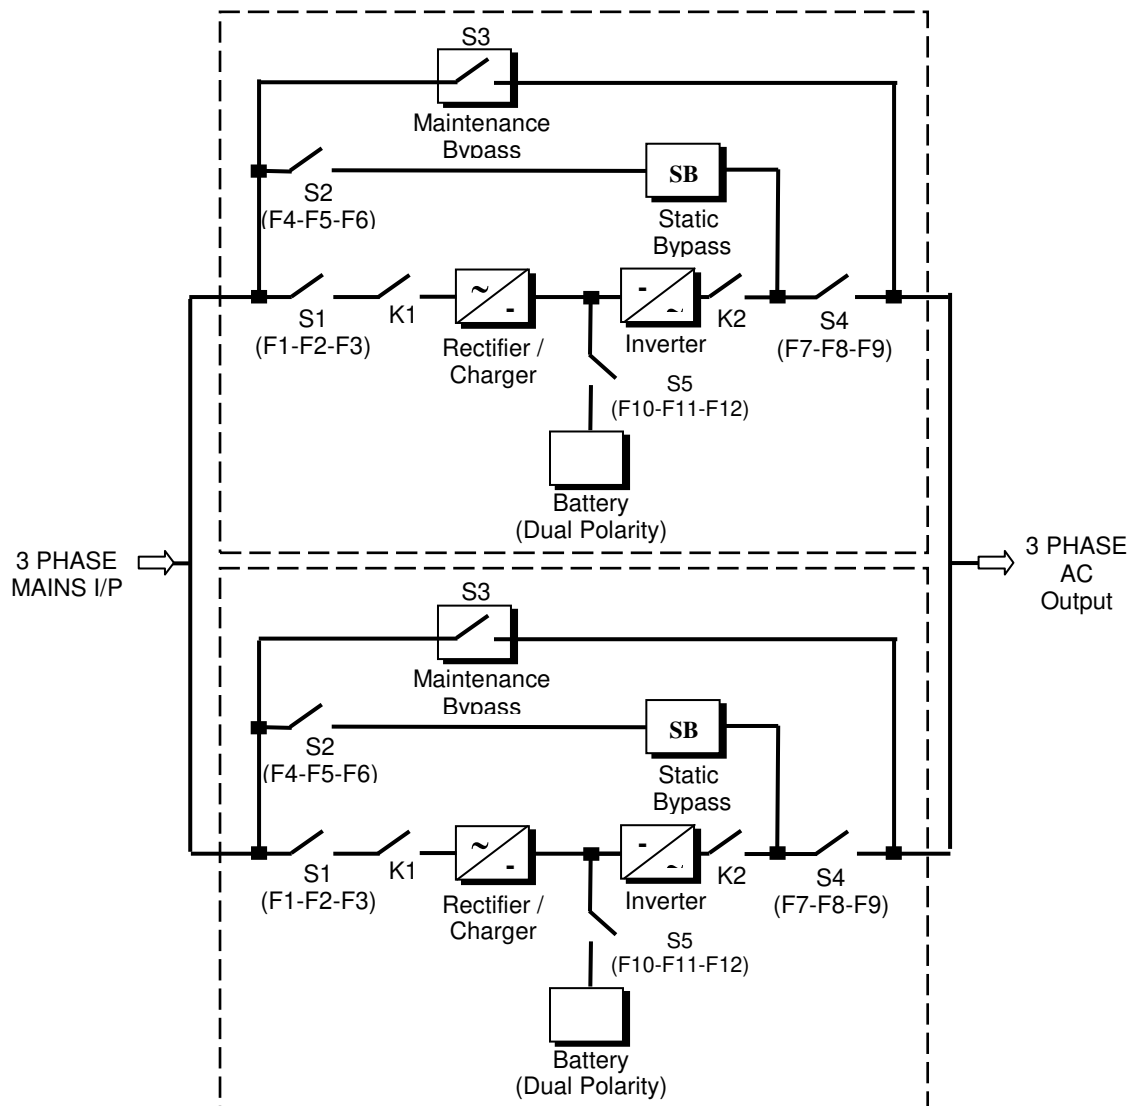 S3
Maintenance
Bypass
S2
(F4-F5-F6)
SB
Static
Bypass
~
-
-
~
S1
(F1-F2-F3)
K1
Rectifier /
Charger
Inverter
K2
S4
(F7-F8-F9)
S5
(F10-F11-F12)
Battery
(Dual Polarity)
3 PHASE
MAINS I/P
3 PHASE
AC
Output
S3
Maintenance
Bypass
S2
(F4-F5-F6)
SB
Static
Bypass
~
-
-
~
S1
(F1-F2-F3)
K1
Rectifier /
Charger
Inverter
K2
S4
(F7-F8-F9)
S5
(F10-F11-F12)
Battery
(Dual Polarity)